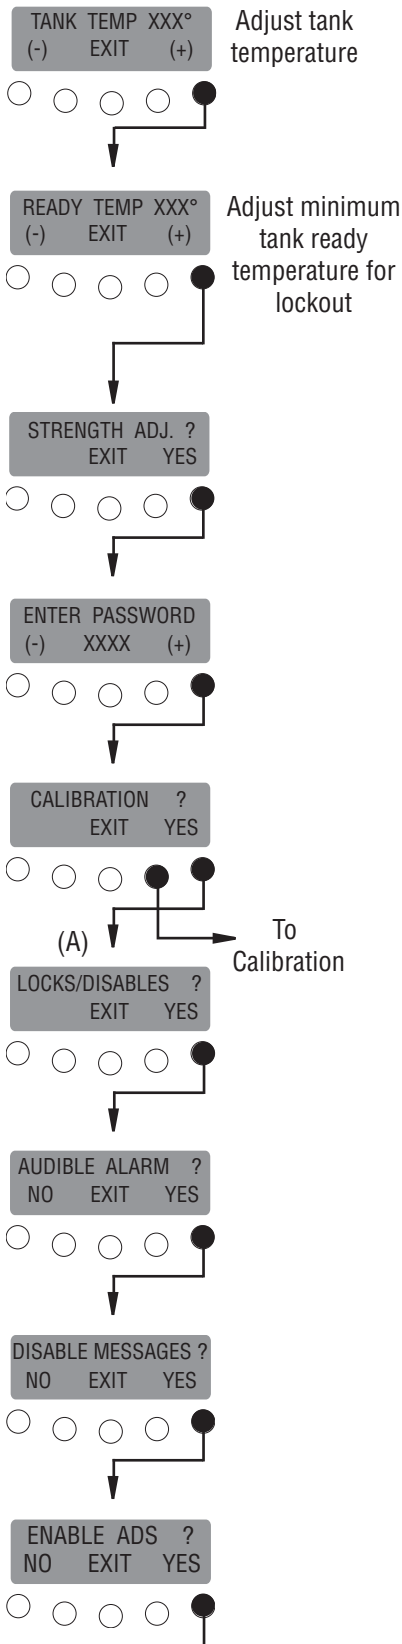 TANK TEMP XXX°
(-) EXIT (+)
Adjust tank
temperature
READY TEMP XXX°
(-) EXIT (+)
Adjust minimum
tank ready
temperature for
lockout
STRENGTH ADJ. ?
EXIT YES
ENTER PASSWORD
(-) XXXX (+)
CALIBRATION ?
EXIT YES
To
Calibration
(A)
LOCKS/DISABLES ?
EXIT YES
AUDIBLE ALARM ?
NO EXIT YES
DISABLE MESSAGES ?
NO EXIT YES
ENABLE ADS ?
NO EXIT YES